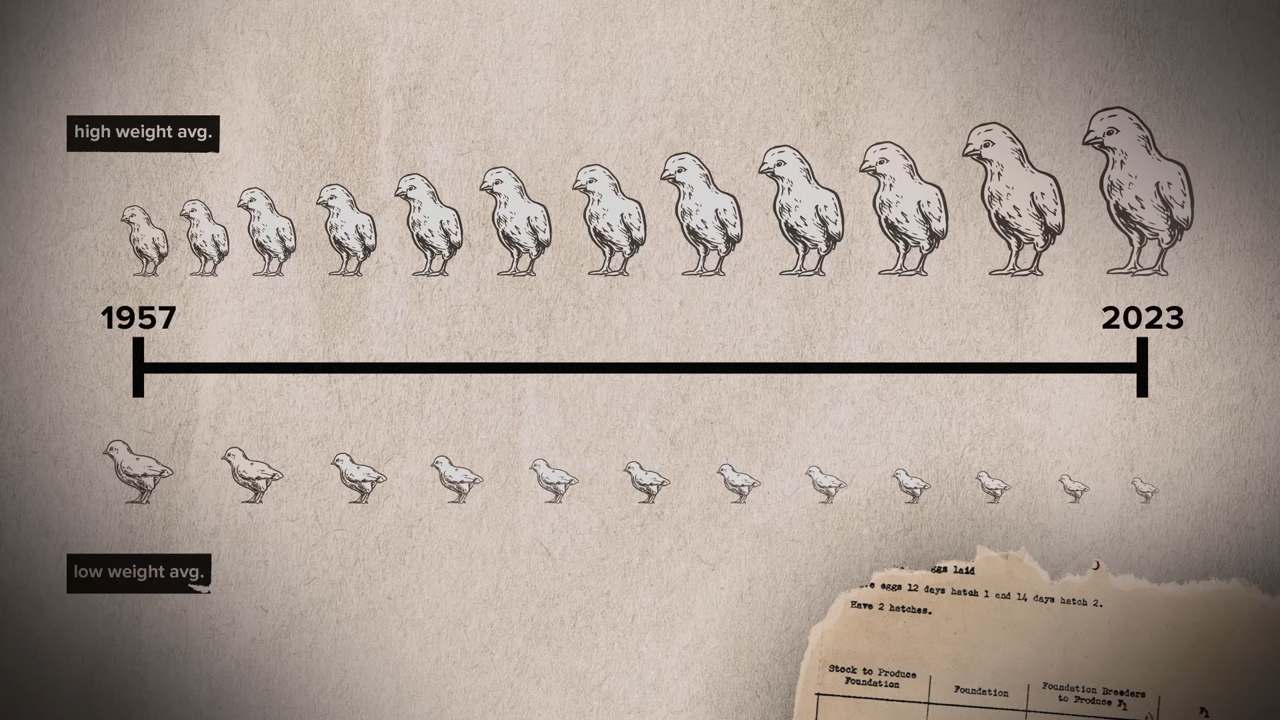 high weight avg.
1957
2023
low weight avg.
eggs laid
eggs 12 days hatch 1 and 14 days hatch 2.
Have 2 hatches.
Stock to Produce
Foundation
Foundation
Foundation Breeders
to Produce F1
F1